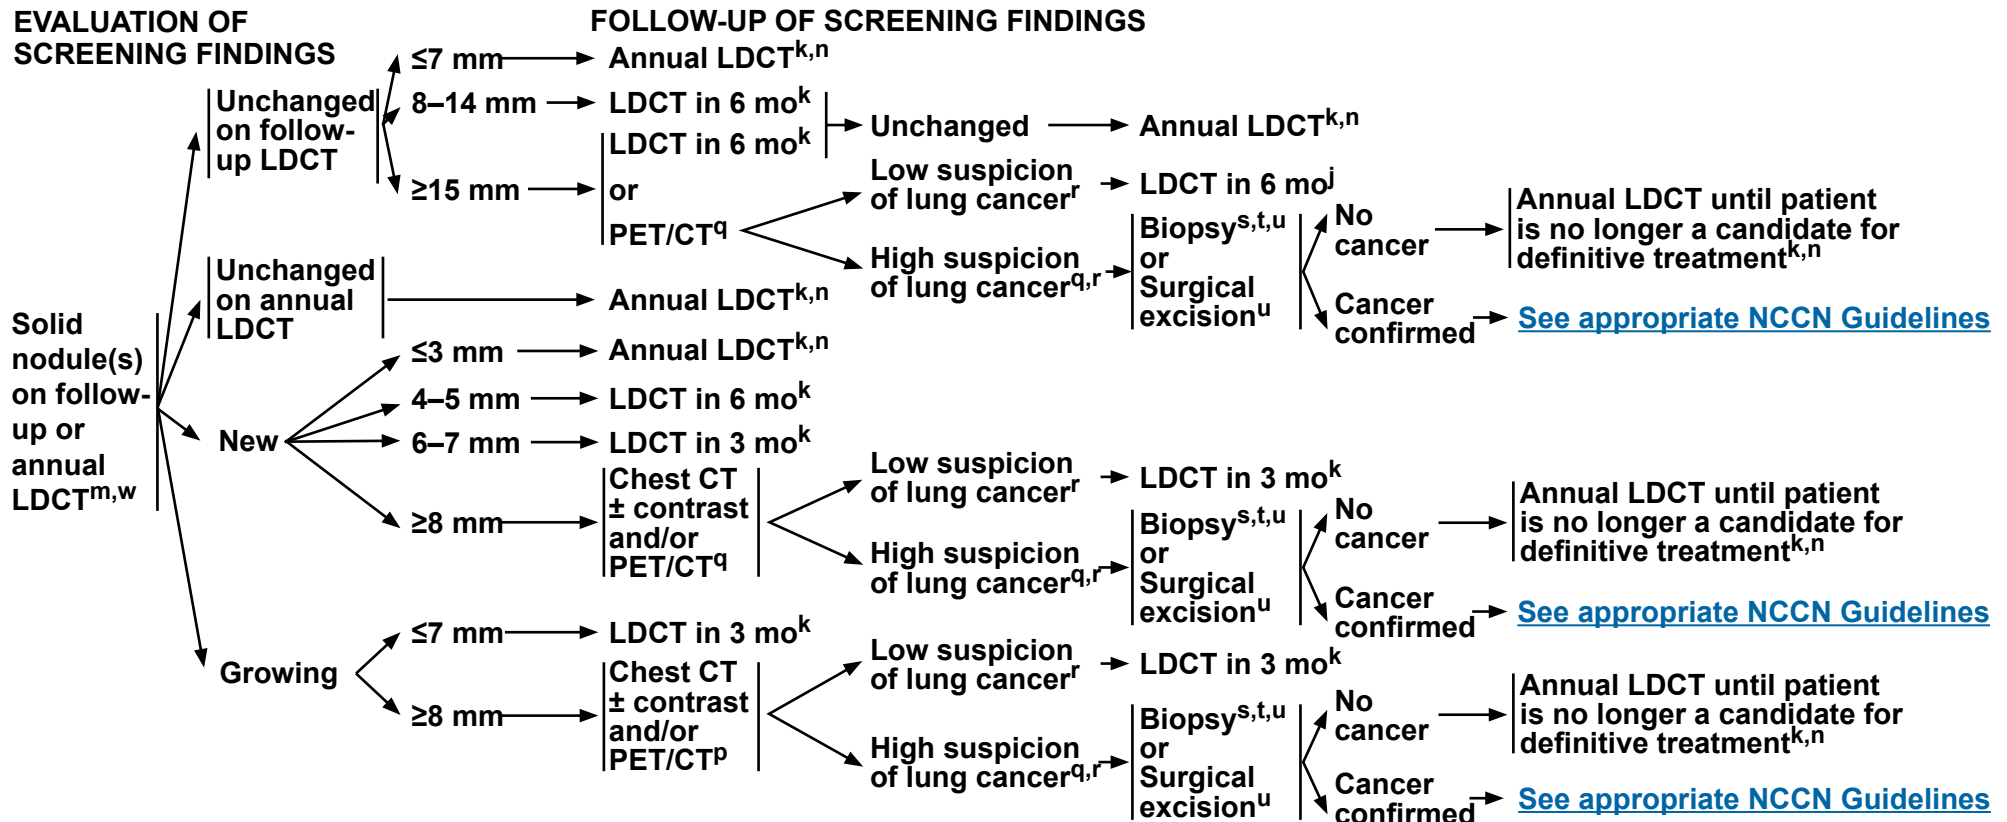 EVALUATION OF
SCREENING FINDINGS
FOLLOW-UP OF SCREENING FINDINGS
Solid
nodule(s)
on follow-
up or
annual
LDCTm,w
Unchanged
on follow-
up LDCT
≤7 mm
Annual LDCTk,n
8–14 mm
LDCT in 6 mok
≥15 mm
LDCT in 6 mok
or
PET/CTq
Unchanged
Annual LDCTk,n
Low suspicion
of lung cancerr
LDCT in 6 moj
High suspicion
of lung cancerq,r
Biopsys,t,u
or
Surgical
excisionu
No
cancer
Annual LDCT until patient
is no longer a candidate for
definitive treatmentk,n
Cancer
confirmed
See appropriate NCCN Guidelines
Unchanged
on annual
LDCT
Annual LDCTk,n
New
≤3 mm
Annual LDCTk,n
4–5 mm
LDCT in 6 mok
6–7 mm
LDCT in 3 mok
≥8 mm
Chest CT
± contrast
and/or
PET/CTq
Low suspicion
of lung cancerr
LDCT in 3 mok
High suspicion
of lung cancerq,r
Biopsys,t,u
or
Surgical
excisionu
No
cancer
Annual LDCT until patient
is no longer a candidate for
definitive treatmentk,n
Cancer
confirmed
See appropriate NCCN Guidelines
Growing
≤7 mm
LDCT in 3 mok
≥8 mm
Chest CT
± contrast
and/or
PET/CTp
Low suspicion
of lung cancerr
LDCT in 3 mok
High suspicion
of lung cancerq,r
Biopsys,t,u
or
Surgical
excisionu
No
cancer
Annual LDCT until patient
is no longer a candidate for
definitive treatmentk,n
Cancer
confirmed
See appropriate NCCN Guidelines